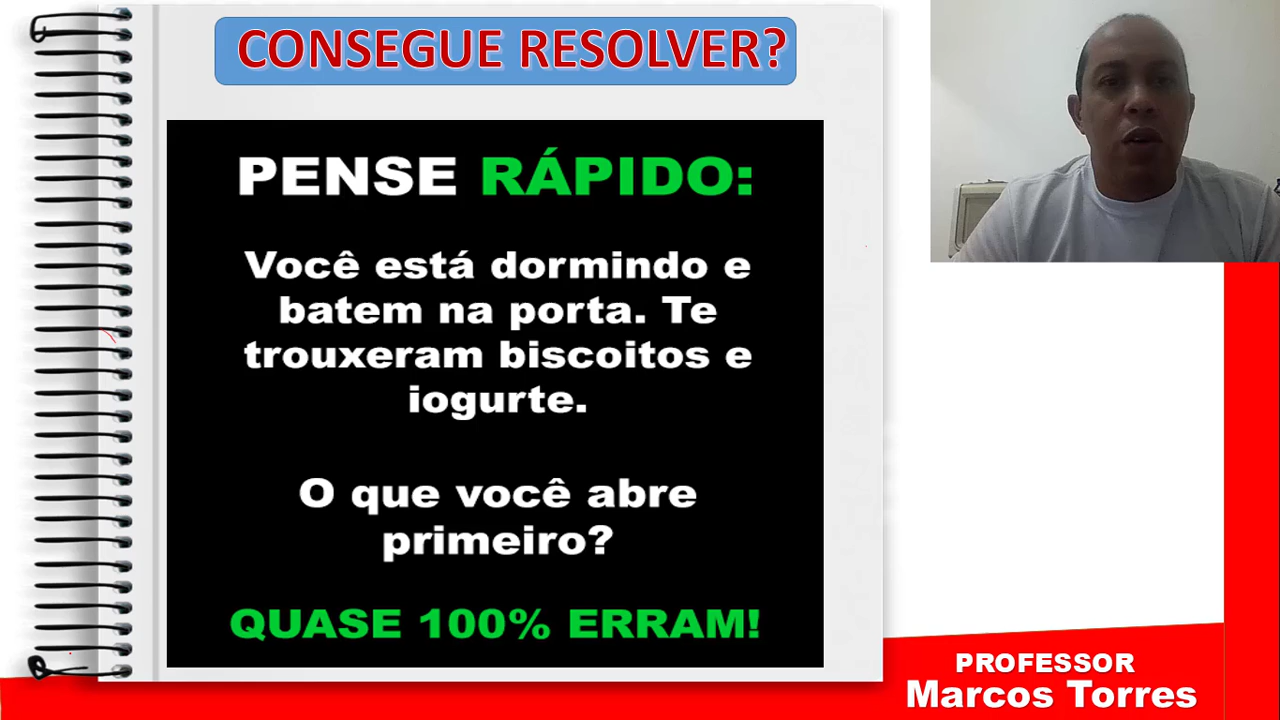 CONSEGUE RESOLVER?
PENSE RÁPIDO:
Você está dormindo e
batem na porta. Te
trouxeram biscoitos e
iogurte.
O que você abre
primeiro?
QUASE 100% ERRAM!
PROFESSOR
Marcos Torres